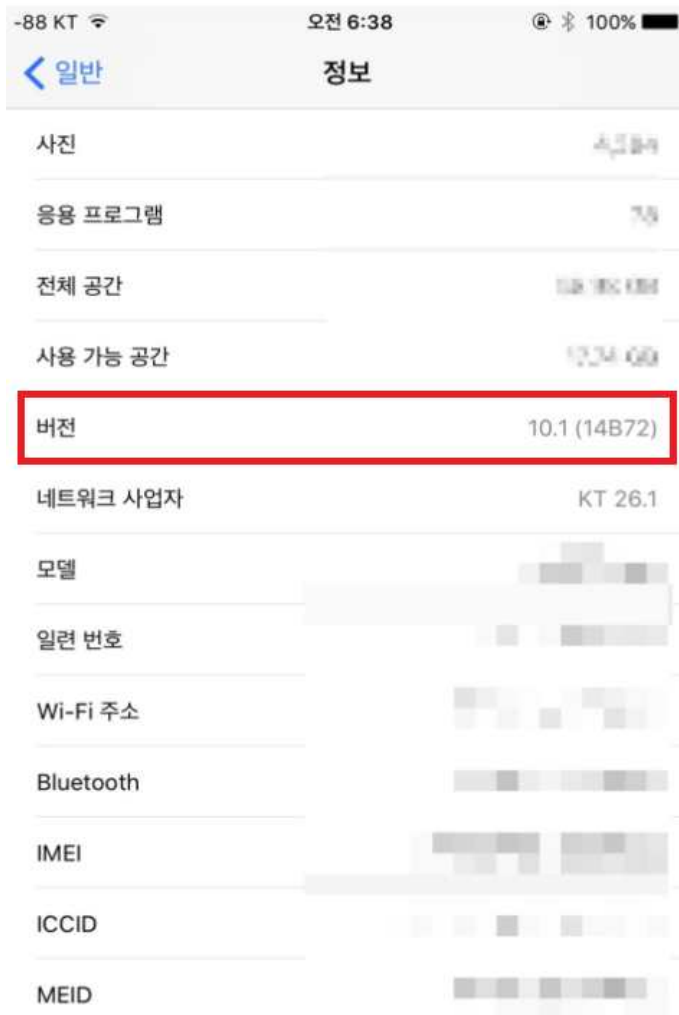 -88 KT 오전 6:38 100%
일반 정보
사진
응용 프로그램
전체 공간
사용 가능 공간
버전 10.1 (14B72)
네트워크 사업자 KT 26.1
모델
일련 번호
Wi-Fi 주소
Bluetooth
IMEI
ICCID
MEID